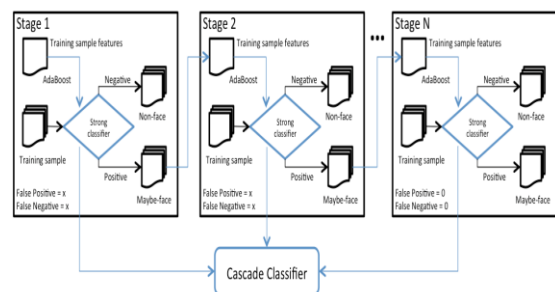 Stage 1
Training sample features
AdaBoost
Negative
Strong
classifier
Non-face
Training sample
Positive
False Positive = x
False Negative = x
Maybe-face
Stage 2
Training sample features
AdaBoost
Negative
Strong
classifier
Non-face
Training sample
Positive
False Positive = x
False Negative = x
Maybe-face
...
Stage N
Training sample features
AdaBoost
Negative
Strong
classifier
Non-face
Training sample
Positive
False Positive = 0
False Negative = 0
Maybe-face
Cascade Classifier